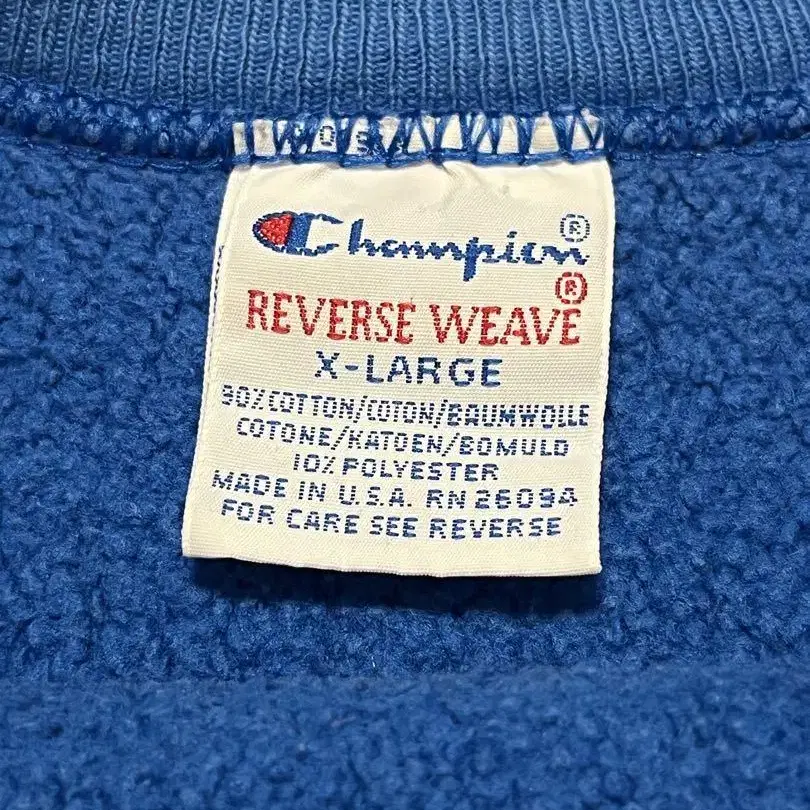 Champion®
REVERSE WEAVE®
X-LARGE
90% COTTON/COTON/BAUMWOLLE
COTONE/KATOEN/BOMULD
10% POLYESTER
MADE IN U.S.A. RN 26094
FOR CARE SEE REVERSE